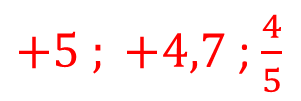 +5 ; +4,7 ; 4/5